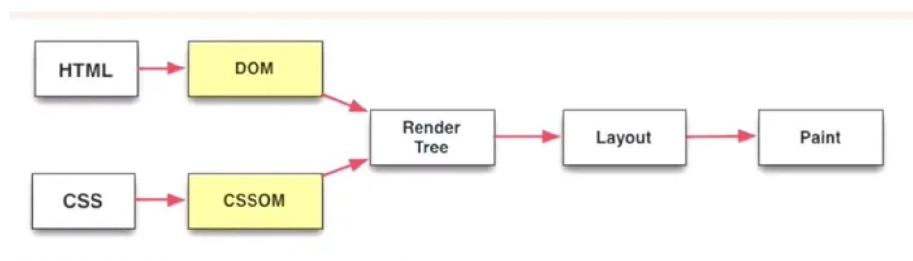 HTML
DOM
Render
Tree
Layout
Paint
CSS
CSSOM